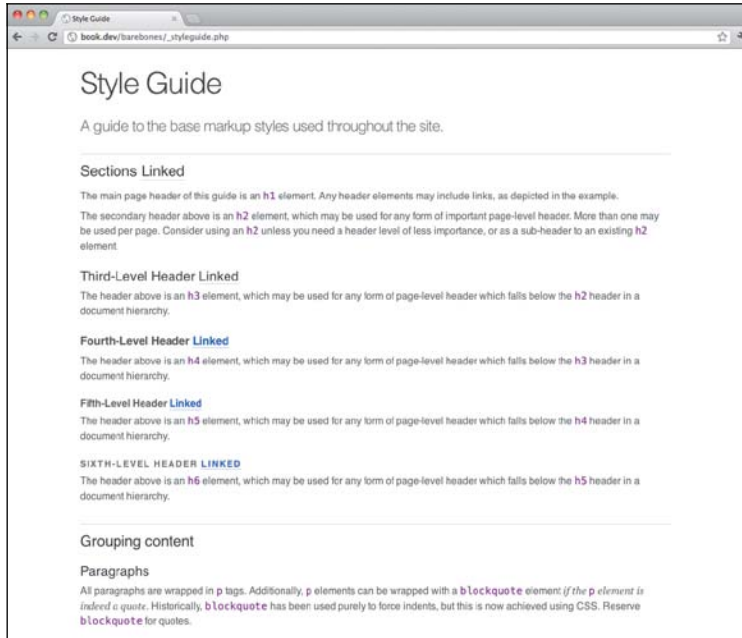 Style Guide
book.dev/barebones/_styleguide.php
Style Guide
A guide to the base markup styles used throughout the site.
Sections Linked
The main page header of this guide is an h1 element. Any header elements may include links, as depicted in the example.
The secondary header above is an h2 element, which may be used for any form of important page-level header. More than one may
be used per page. Consider using an h2 unless you need a header level of less importance, or as a sub-header to an existing h2
element
Third-Level Header Linked
The header above is an h3 element, which may be used for any form of page-level header which falls below the h2 header in a
document hierarchy.
Fourth-Level Header Linked
The header above is an h4 element, which may be used for any form of page-level header which falls below the h3 header in a
document hierarchy.
Fifth-Level Header Linked
The header above is an h5 element, which may be used for any form of page-level header which falls below the h4 header in a
document hierarchy.
SIXTH-LEVEL HEADER LINKED
The header above is an h6 element, which may be used for any form of page-level header which falls below the h5 header in a
document hierarchy.
Grouping content
Paragraphs
All paragraphs are wrapped in p tags. Additionally, p elements can be wrapped with a blockquote element if the p element is
indeed a quote. Historically, blockquote has been used purely to force indents, but this is now achieved using CSS. Reserve
blockquote for quotes.